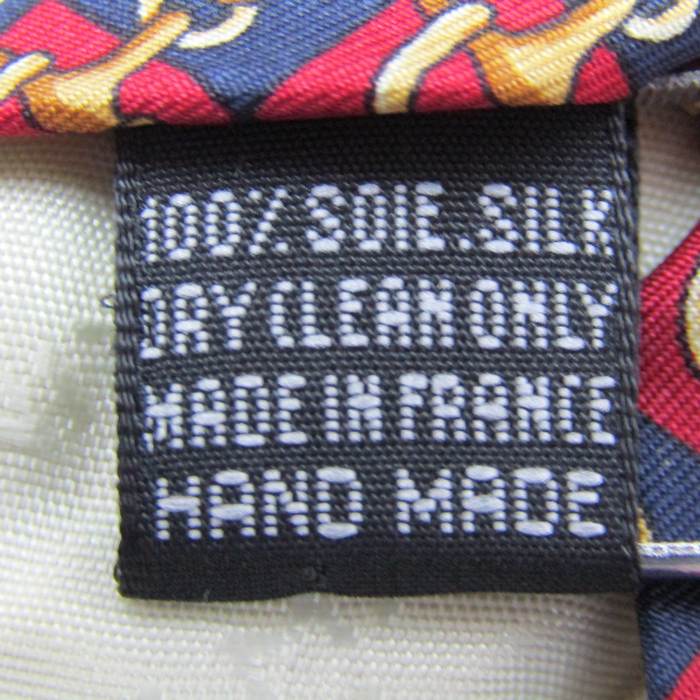 100% SOIE.SILK
DRY CLEAN ONLY
MADE IN FRANCE
HAND MADE